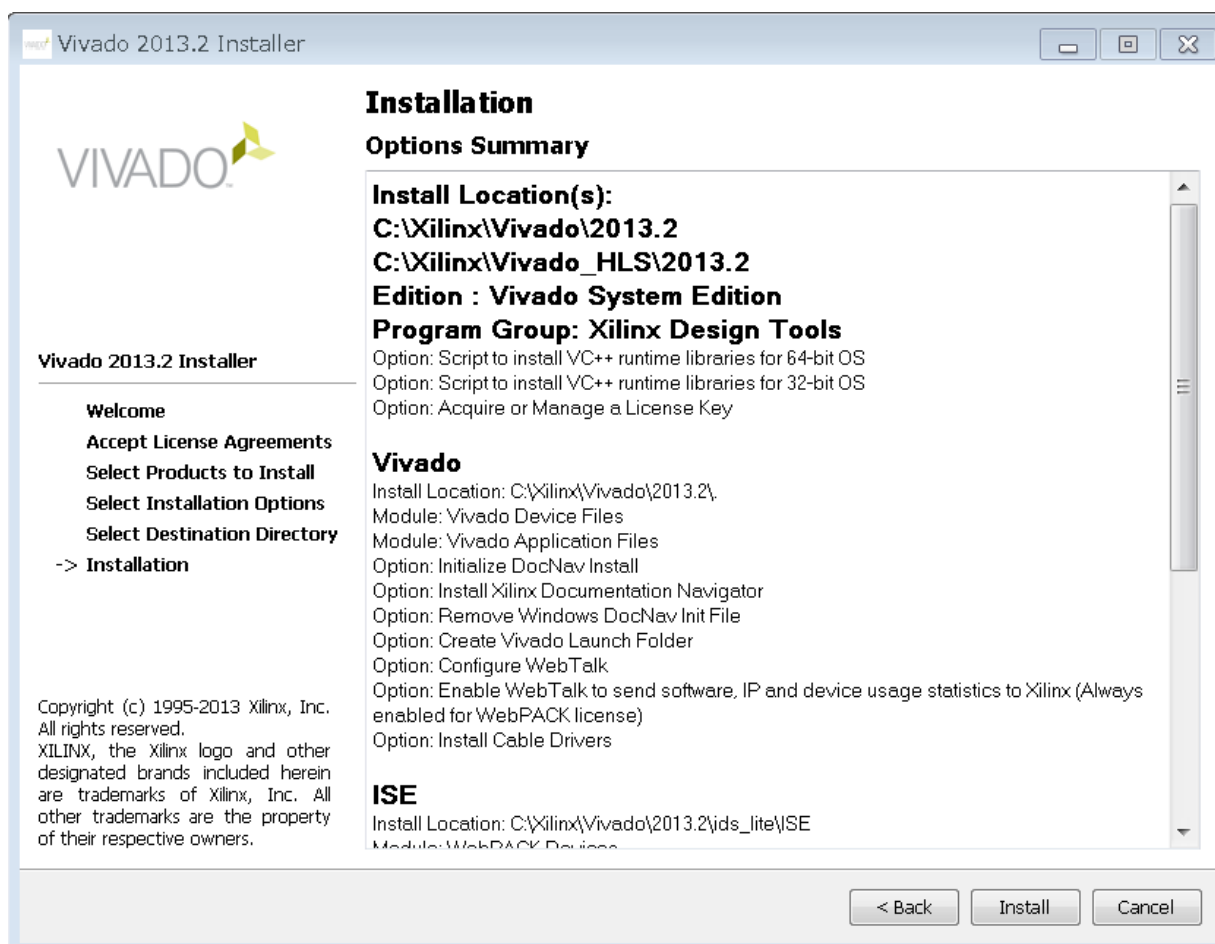 Vivado 2013.2 Installer
VIVADO
Vivado 2013.2 Installer
Welcome
Accept License Agreements
Select Products to Install
Select Installation Options
Select Destination Directory
-> Installation
Copyright (c) 1995-2013 Xilinx, Inc.
All rights reserved.
XILINX, the Xilinx logo and other
designated brands included herein
are trademarks of Xilinx, Inc. All
other trademarks are the property
of their respective owners.
Installation
Options Summary
Install Location(s):
C:\Xilinx\Vivado\2013.2
C:\Xilinx\Vivado_HLS\2013.2
Edition : Vivado System Edition
Program Group: Xilinx Design Tools
Option: Script to install VC++ runtime libraries for 64-bit OS
Option: Script to install VC++ runtime libraries for 32-bit OS
Option: Acquire or Manage a License Key
Vivado
Install Location: C:\Xilinx\Vivado\2013.2\.
Module: Vivado Device Files
Module: Vivado Application Files
Option: Initialize DocNav Install
Option: Install Xilinx Documentation Navigator
Option: Remove Windows DocNav Init File
Option: Create Vivado Launch Folder
Option: Configure WebTalk
Option: Enable WebTalk to send software, IP and device usage statistics to Xilinx (Always
enabled for WebPACK license)
Option: Install Cable Drivers
ISE
Install Location: C:\Xilinx\Vivado\2013.2\ids_lite\ISE
Module: WebPACK Devices
< Back
Install
Cancel